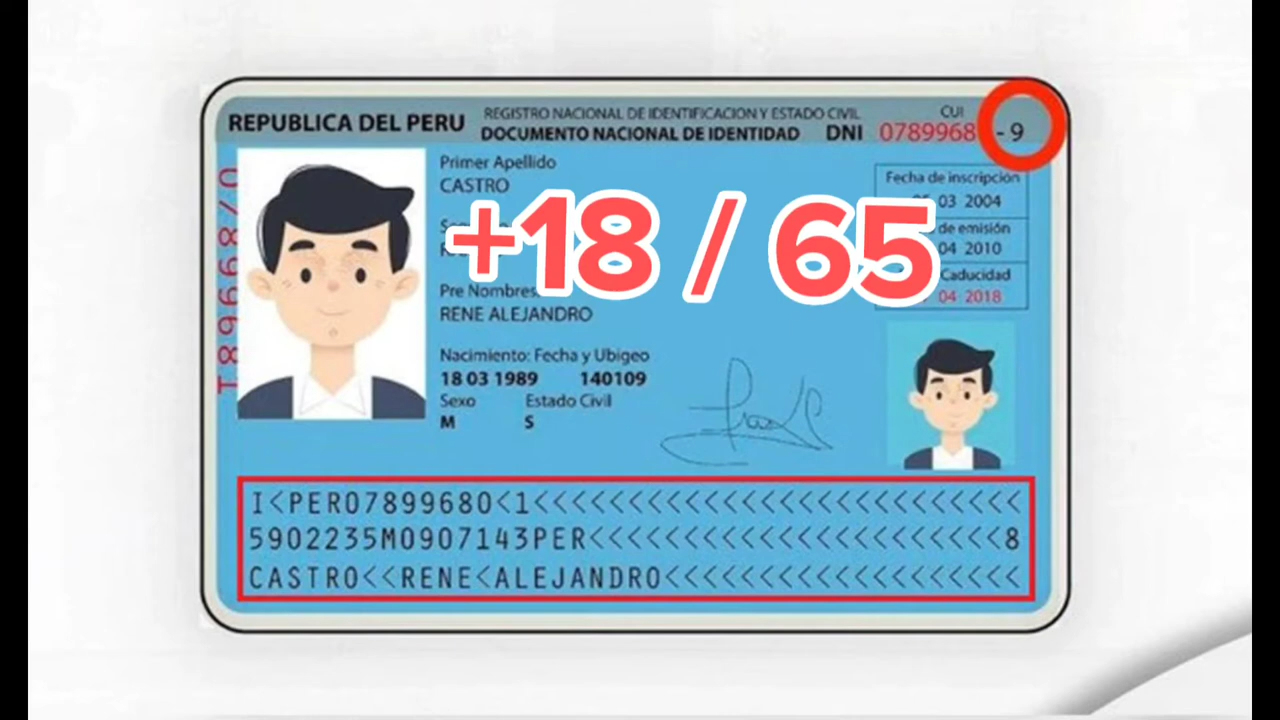 REPUBLICA DEL PERU
REGISTRO NACIONAL DE IDENTIFICACION Y ESTADO CIVIL
DOCUMENTO NACIONAL DE IDENTIDAD DNI
CUI
0789968 - 9
Primer Apellido
CASTRO
Pre Nombres
RENE ALEJANDRO
Nacimiento: Fecha y Ubigeo
18 03 1989 140109
Sexo Estado Civil
M S
Fecha de inscripción
03 2004
de emisión
04 2010
Caducidad
04 2018
+18 / 65
I<PER07899680<1<<<<<<<<<<<<<<<<<<<<<<<<
5902235M0907143PER<<<<<<<<<<<<<<<<<<<<8
CASTRO<<RENE<ALEJANDRO<<<<<<<<<<<<<<<<<